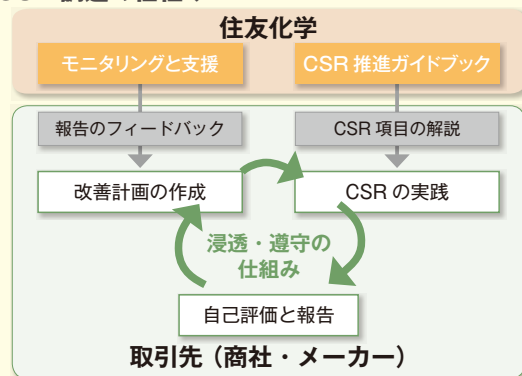 住友化学
モニタリングと支援
CSR 推進ガイドブック
報告のフィードバック
CSR 項目の解説
改善計画の作成
CSR の実践
浸透・遵守の
仕組み
自己評価と報告
取引先（商社・メーカー）